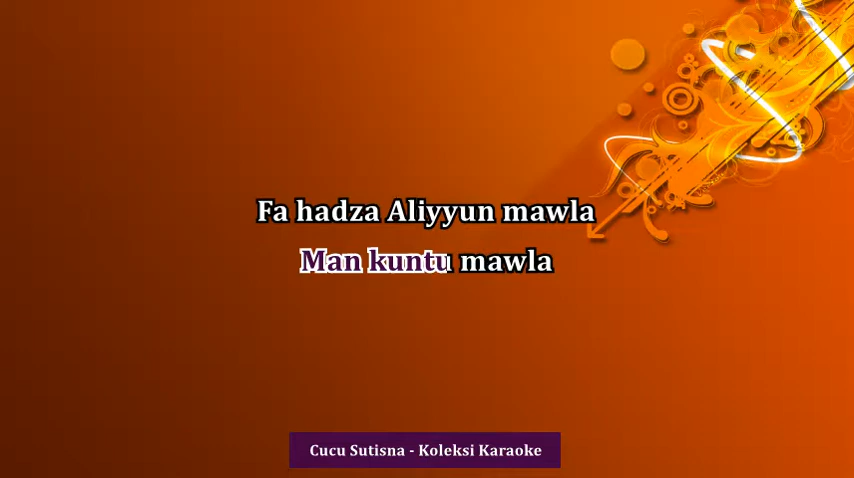 Fa hadza Aliyyun mawla
Man kuntu mawla
Cucu Sutisna - Koleksi Karaoke